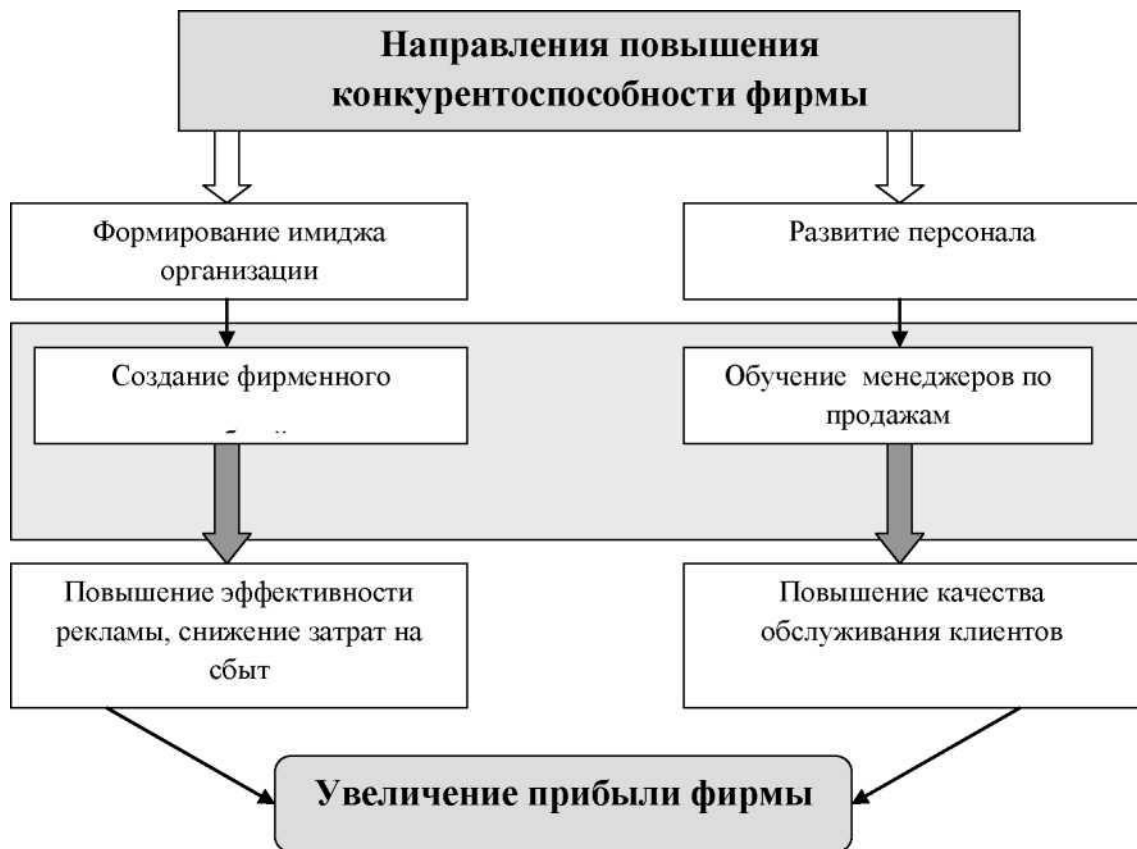 Направления повышения
конкурентоспособности фирмы
Формирование имиджа
организации
Развитие персонала
Создание фирменного
Обучение менеджеров по
продажам
Повышение эффективности
рекламы, снижение затрат на
сбыт
Повышение качества
обслуживания клиентов
Увеличение прибыли фирмы